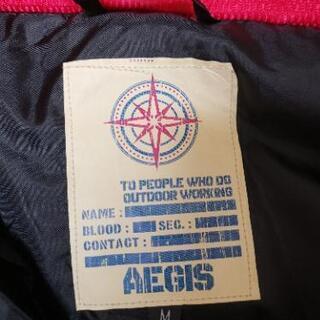 TO PEOPLE WHO DO
OUTDOOR WORKING
NAME :
BLOOD : SEC. :
CONTACT :
AEGIS
M